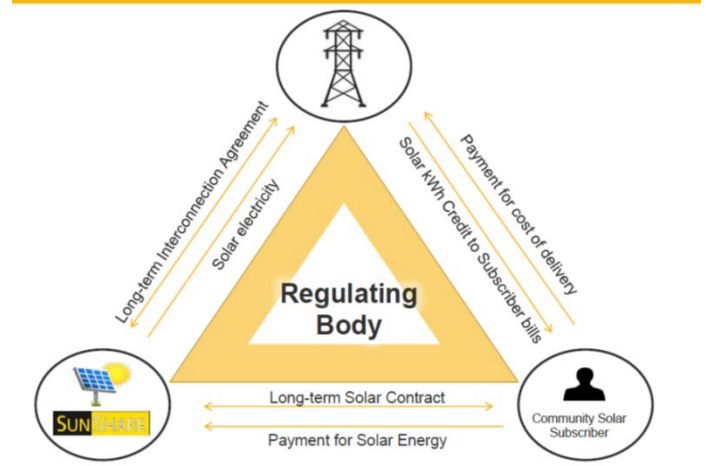 Long-term Interconnection Agreement
Solar electricity
Solar kWh Credit to Subscriber bills
Payment for cost of delivery
Regulating
Body
SUNSHARE
Long-term Solar Contract
Payment for Solar Energy
Community Solar
Subscriber